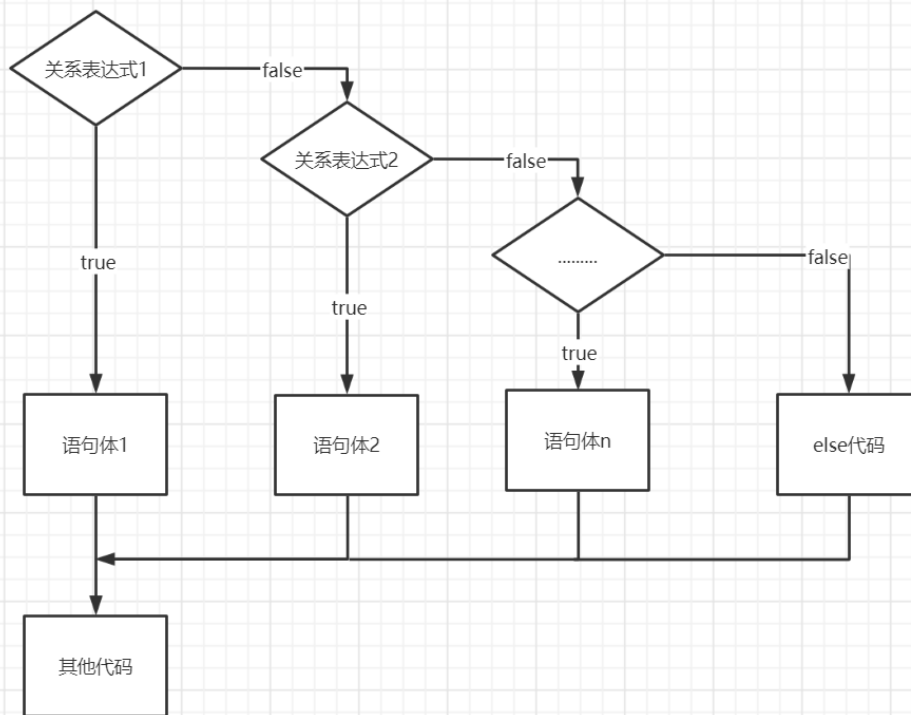 关系表达式1
false
关系表达式2
false
.........
false
true
true
true
语句体1
语句体2
语句体n
else代码
其他代码